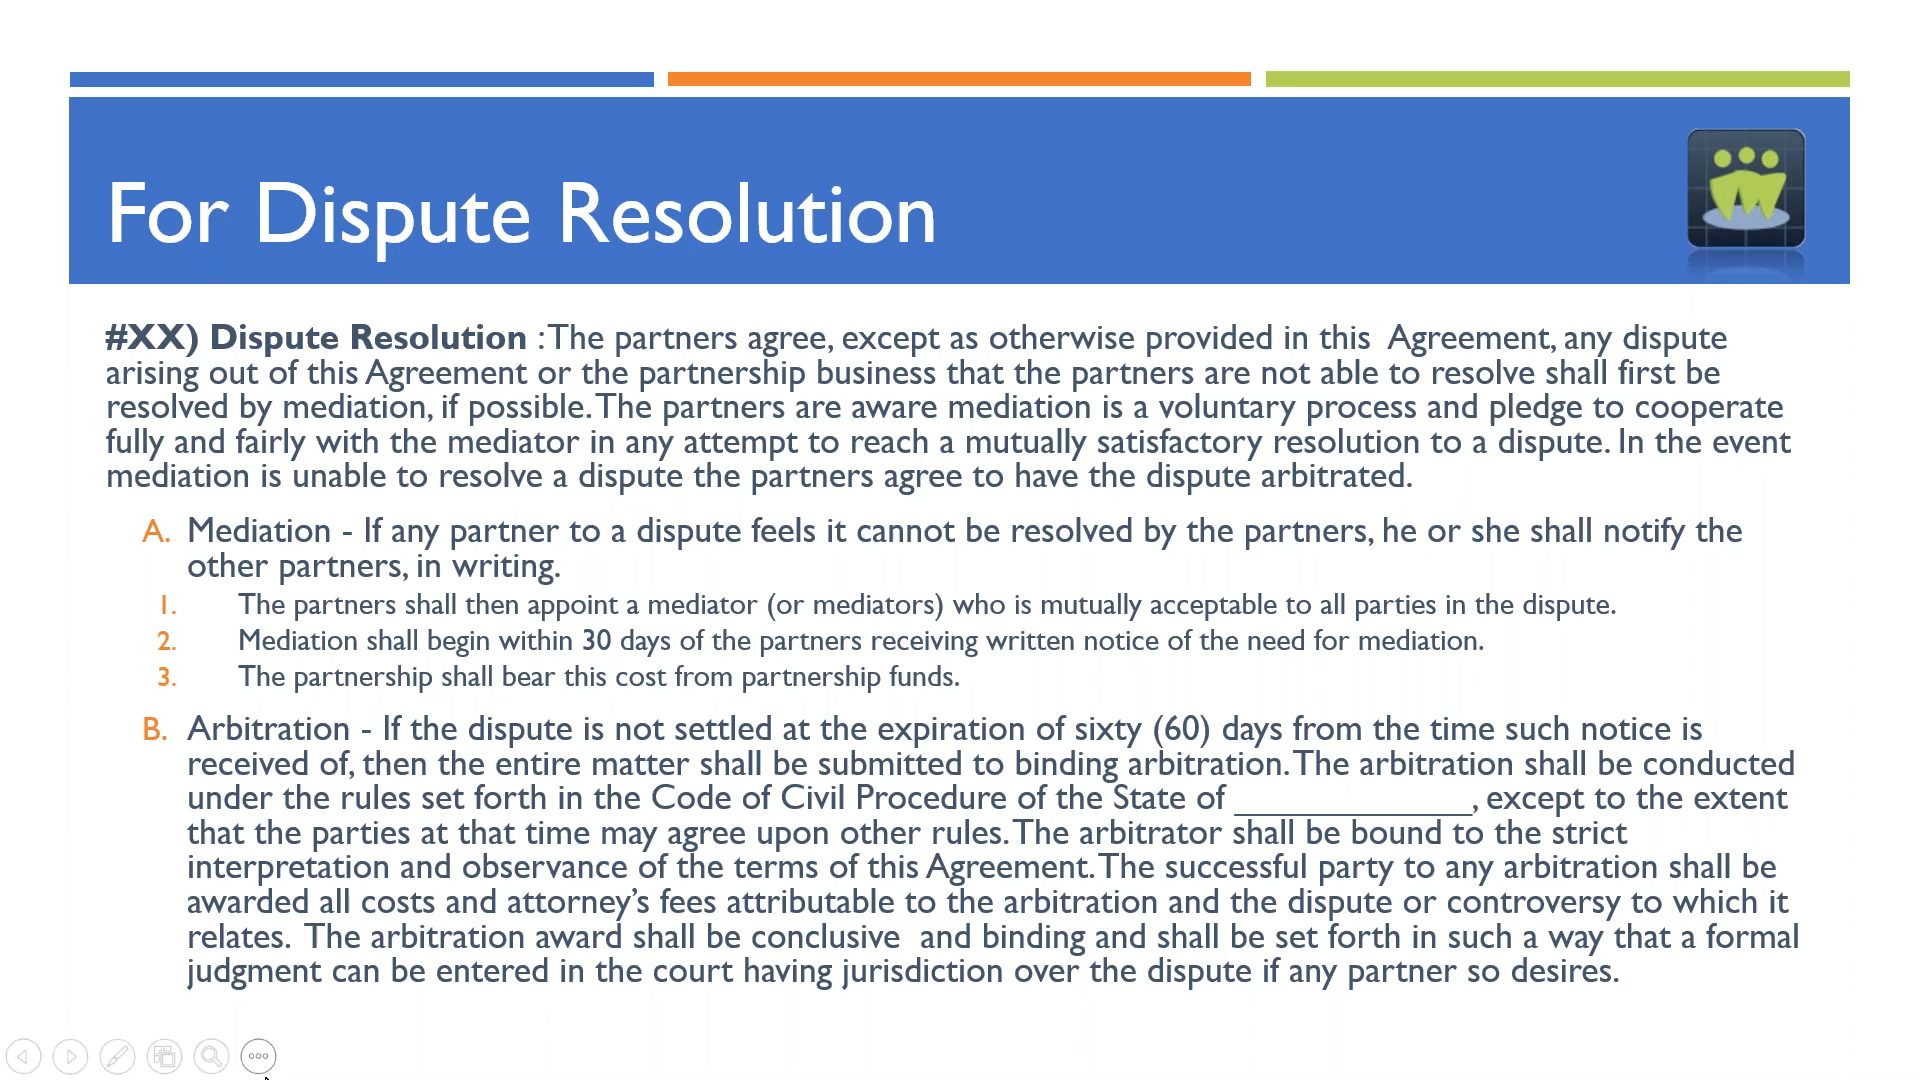 For Dispute Resolution
#XX) Dispute Resolution : The partners agree, except as otherwise provided in this Agreement, any dispute
arising out of this Agreement or the partnership business that the partners are not able to resolve shall first be
resolved by mediation, if possible. The partners are aware mediation is a voluntary process and pledge to cooperate
fully and fairly with the mediator in any attempt to reach a mutually satisfactory resolution to a dispute. In the event
mediation is unable to resolve a dispute the partners agree to have the dispute arbitrated.
A. Mediation - If any partner to a dispute feels it cannot be resolved by the partners, he or she shall notify the
other partners, in writing.
1. The partners shall then appoint a mediator (or mediators) who is mutually acceptable to all parties in the dispute.
2. Mediation shall begin within 30 days of the partners receiving written notice of the need for mediation.
3. The partnership shall bear this cost from partnership funds.
B. Arbitration - If the dispute is not settled at the expiration of sixty (60) days from the time such notice is
received of, then the entire matter shall be submitted to binding arbitration. The arbitration shall be conducted
under the rules set forth in the Code of Civil Procedure of the State of _____________, except to the extent
that the parties at that time may agree upon other rules. The arbitrator shall be bound to the strict
interpretation and observance of the terms of this Agreement. The successful party to any arbitration shall be
awarded all costs and attorney’s fees attributable to the arbitration and the dispute or controversy to which it
relates. The arbitration award shall be conclusive and binding and shall be set forth in such a way that a formal
judgment can be entered in the court having jurisdiction over the dispute if any partner so desires.